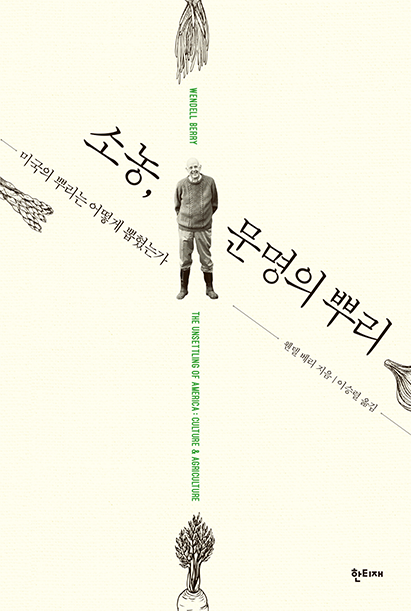 WENDELL BERRY
소농,
문명의 뿌리
미국의 뿌리는 어떻게 뽑혔는가
THE UNSETTLING OF AMERICA : CULTURE & AGRICULTURE
웬델 베리 지음 | 이승렬 옮김
한티재